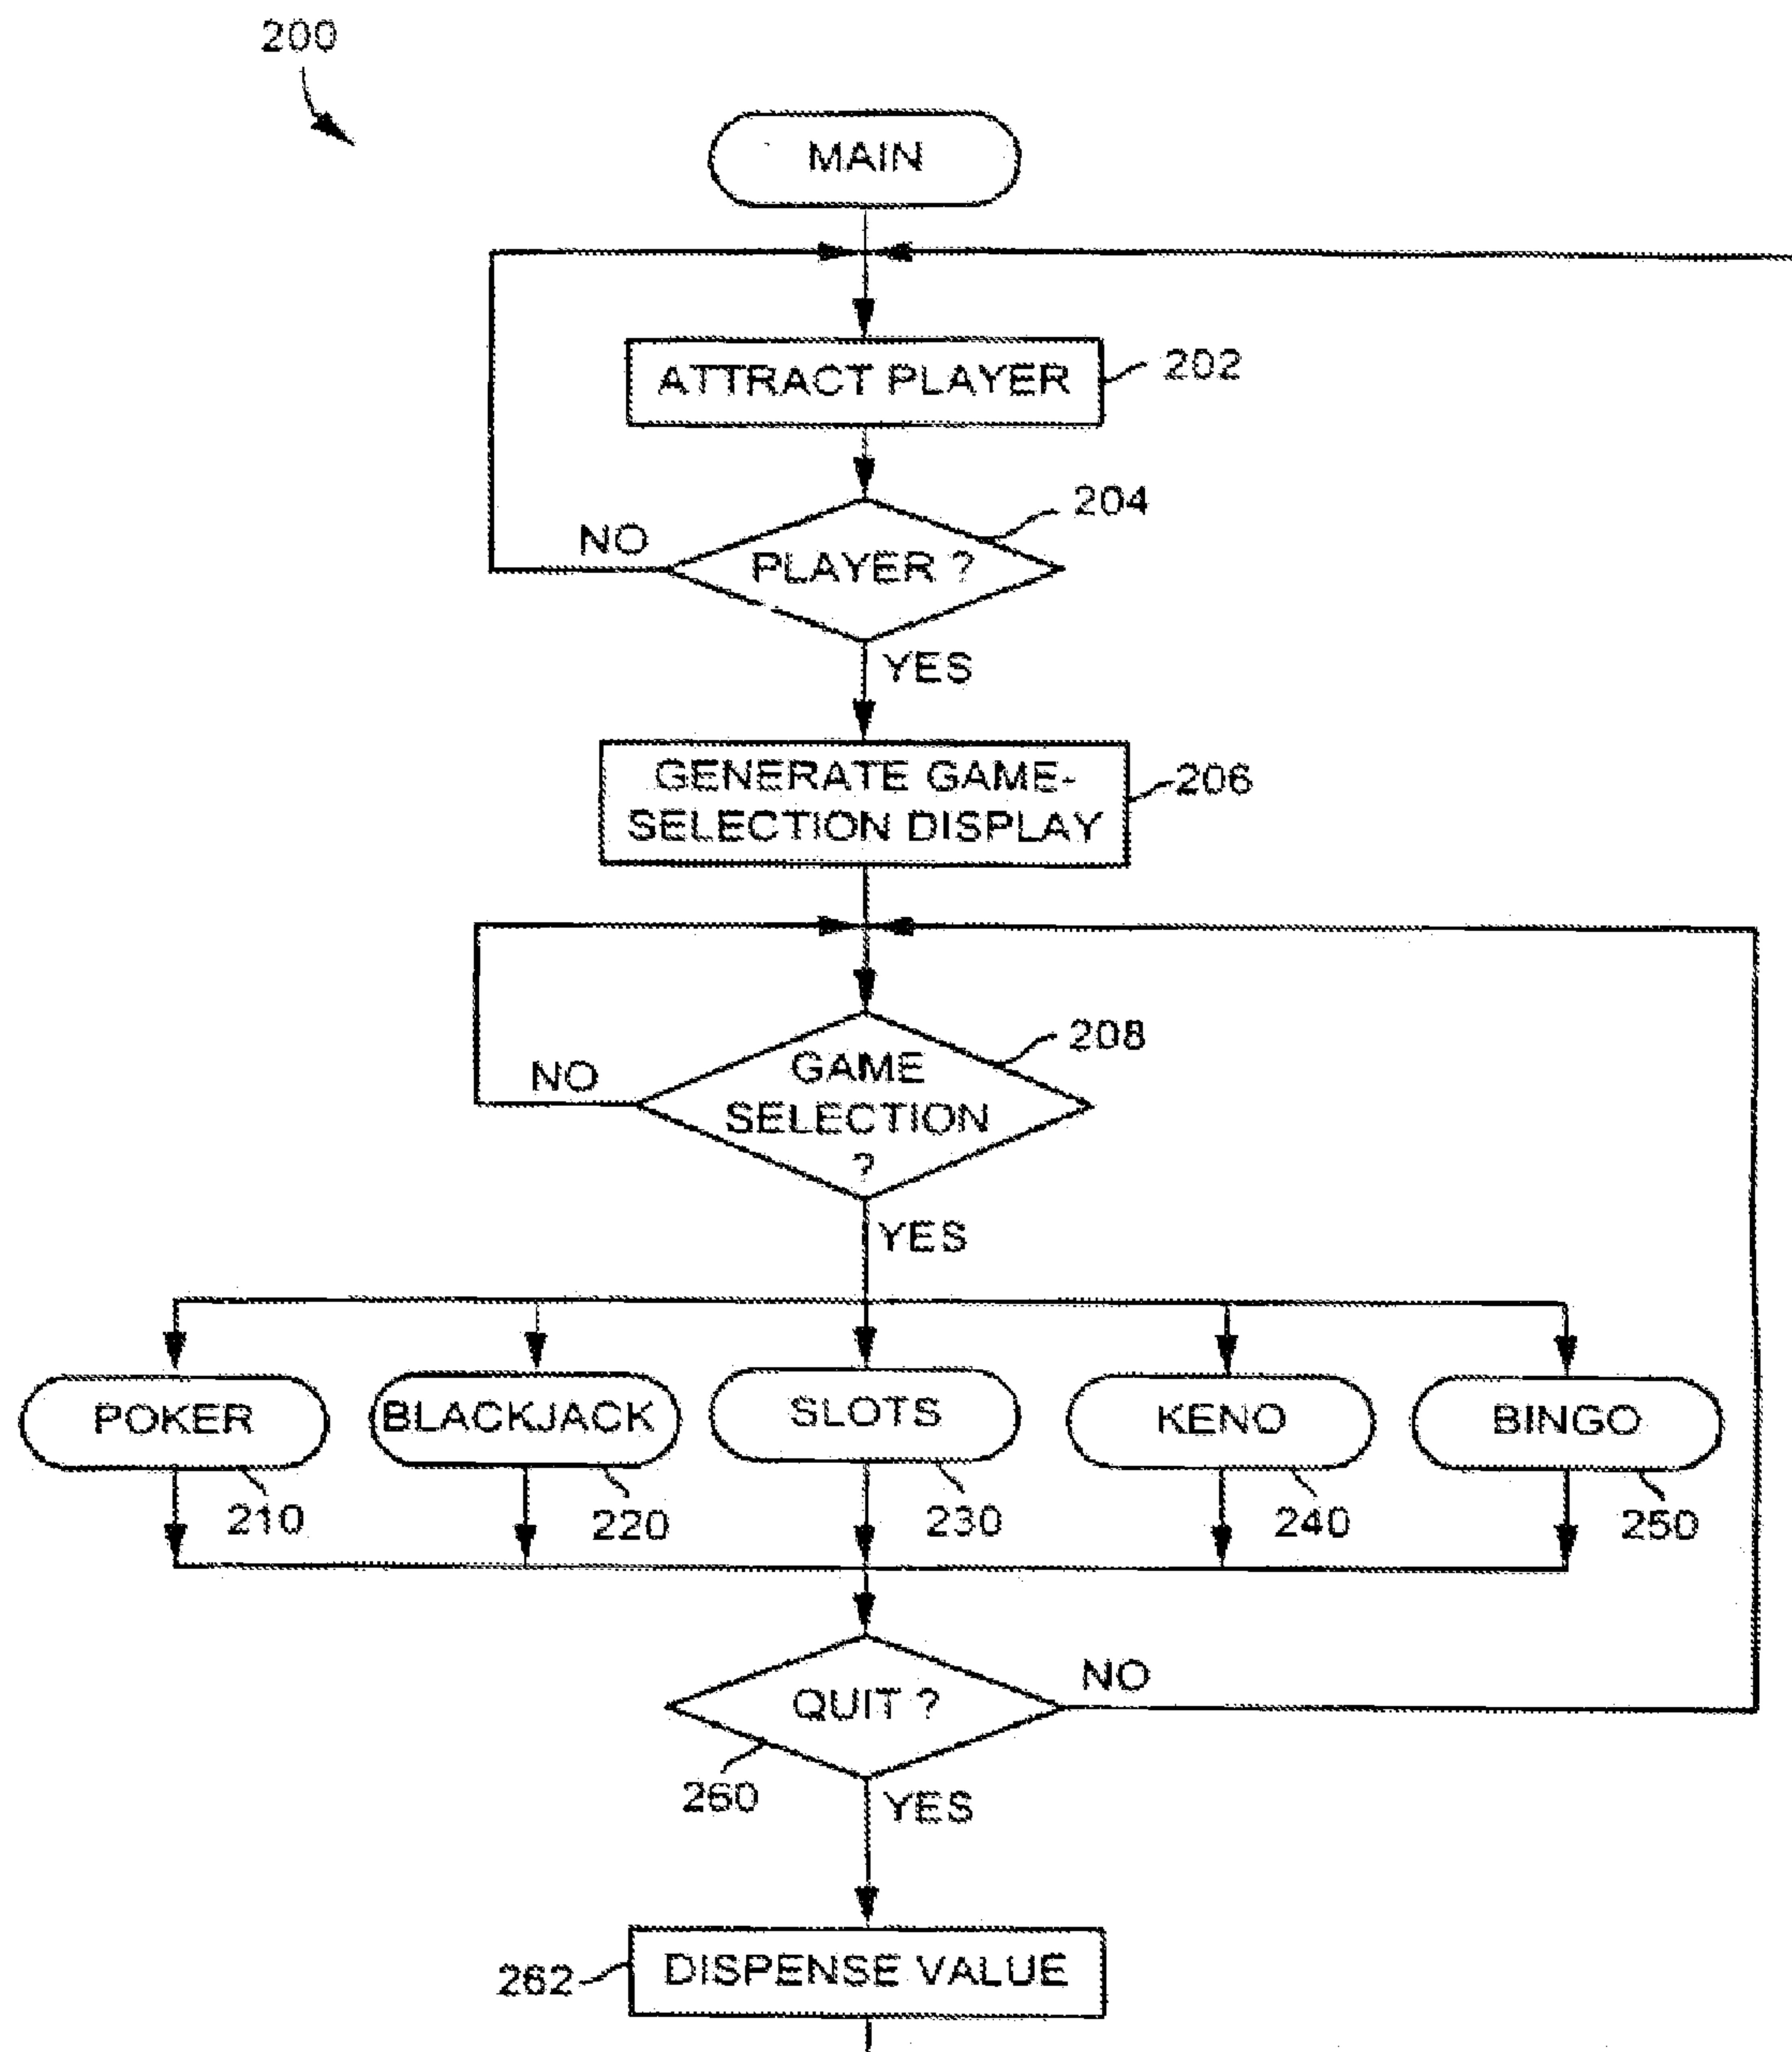 200
MAIN
ATTRACT PLAYER
202
204
NO
PLAYER ?
YES
GENERATE GAME-
SELECTION DISPLAY
206
208
NO
GAME
SELECTION
?
YES
POKER
BLACKJACK
SLOTS
KENO
BINGO
210
220
230
240
250
QUIT ?
NO
260
YES
DISPENSE VALUE
262